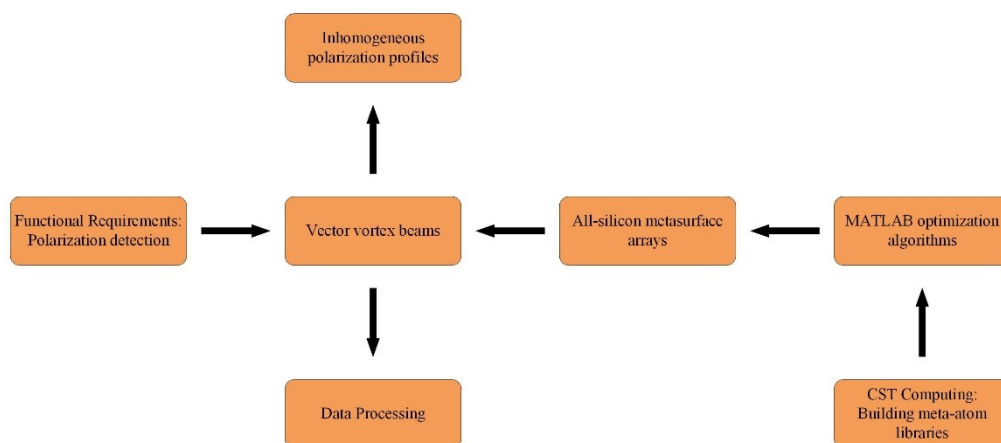 Inhomogeneous
polarization profiles
Functional Requirements:
Polarization detection
Vector vortex beams
All-silicon metasurface
arrays
MATLAB optimization
algorithms
Data Processing
CST Computing:
Building meta-atom
libraries